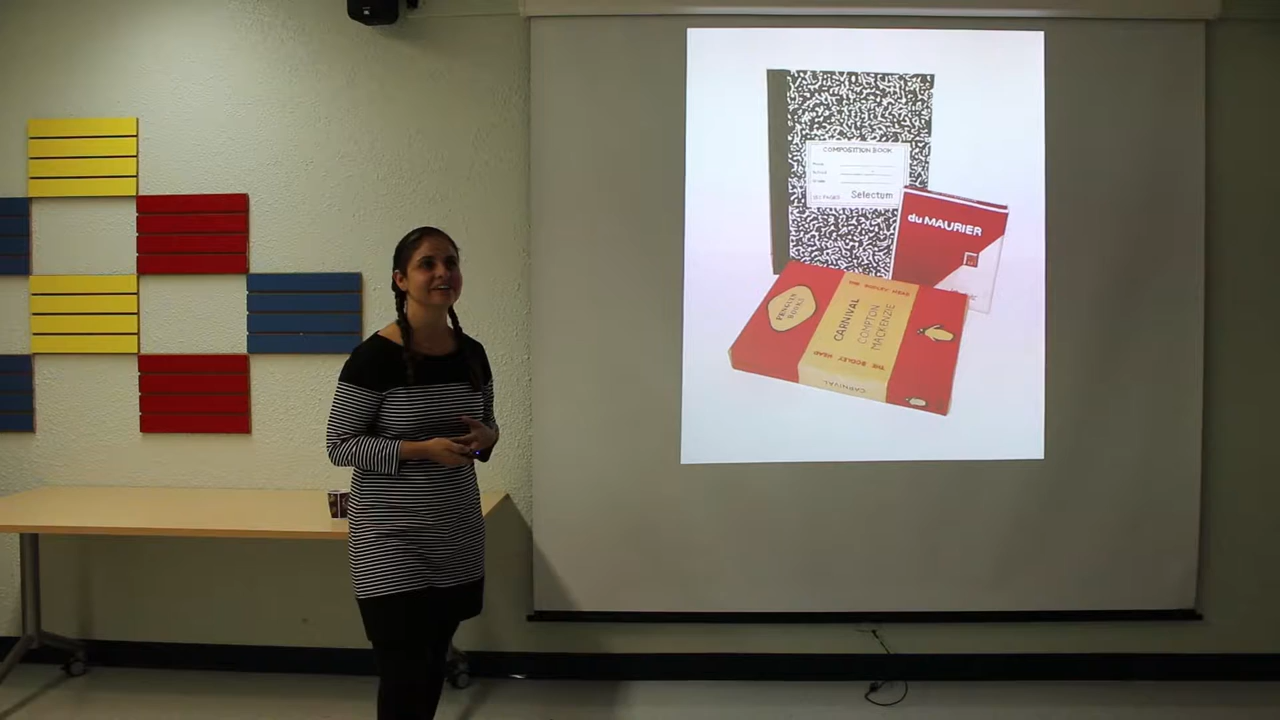 COMPOSITION BOOK
Selectum
du MAURIER
THE BODLEY HEAD
PENGUIN
BOOKS
CARNIVAL
COMPTON
MACKENZIE
THE BODLEY HEAD
CARNIVAL